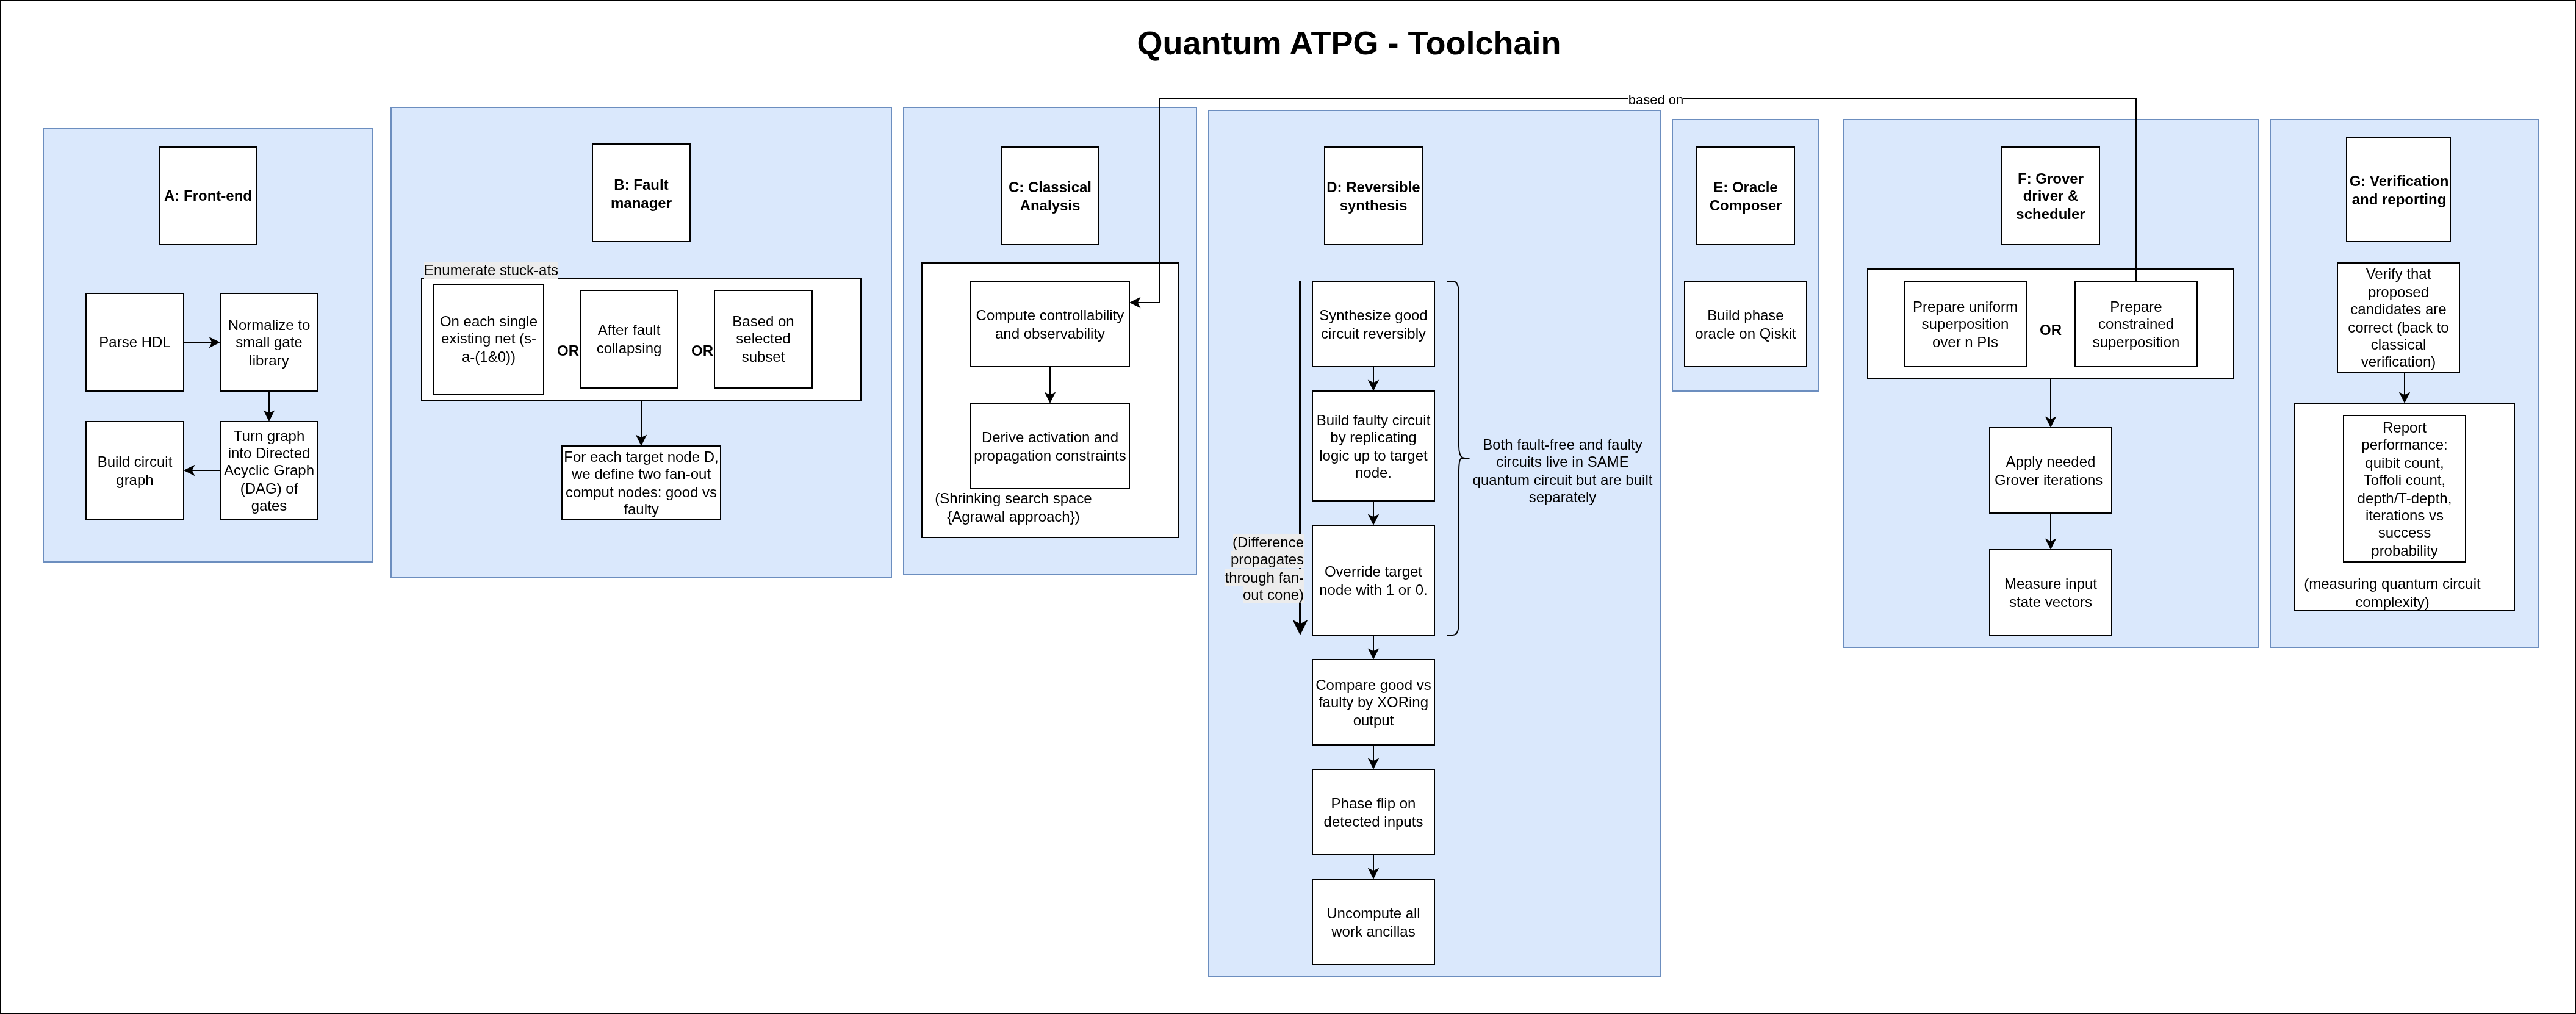 Quantum ATPG - Toolchain
based on
A: Front-end
Parse HDL
Normalize to
small gate
library
Build circuit
graph
Turn graph
into Directed
Acyclic Graph
(DAG) of
gates
B: Fault
manager
Enumerate stuck-ats
On each single
existing net (s-
a-(1&0))
OR
After fault
collapsing
OR
Based on
selected
subset
For each target node D,
we define two fan-out
comput nodes: good vs
faulty
C: Classical
Analysis
Compute controllability
and observability
Derive activation and
propagation constraints
(Shrinking search space
{Agrawal approach})
D: Reversible
synthesis
Synthesize good
circuit reversibly
Build faulty circuit
by replicating
logic up to target
node.
Override target
node with 1 or 0.
(Difference
propagates
through fan-
out cone)
Both fault-free and faulty
circuits live in SAME
quantum circuit but are built
separately
Compare good vs
faulty by XORing
output
Phase flip on
detected inputs
Uncompute all
work ancillas
E: Oracle
Composer
Build phase
oracle on Qiskit
F: Grover
driver &
scheduler
Prepare uniform
superposition
over n PIs
OR
Prepare
constrained
superposition
Apply needed
Grover iterations
Measure input
state vectors
G: Verification
and reporting
Verify that
proposed
candidates are
correct (back to
classical
verification)
Report
performance:
quibit count,
Toffoli count,
depth/T-depth,
iterations vs
success
probability
(measuring quantum circuit
complexity)